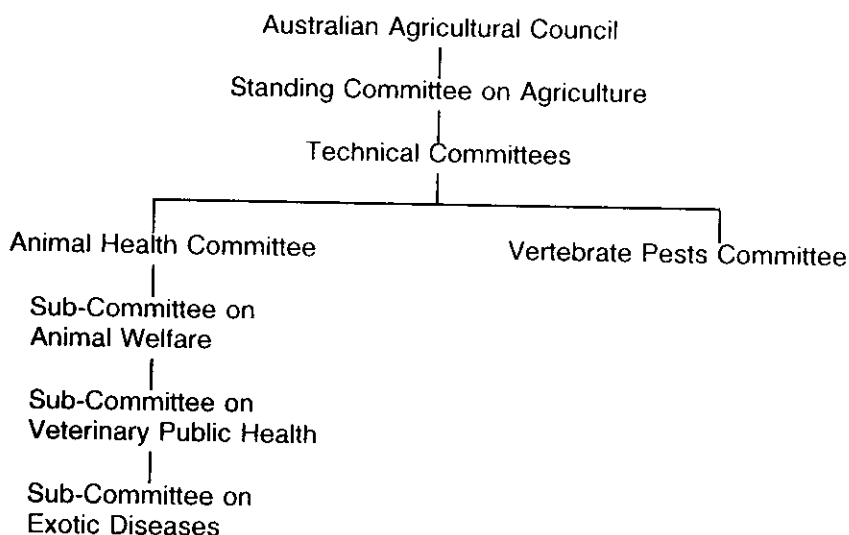 Australian Agricultural Council
Standing Committee on Agriculture
Technical Committees
Animal Health Committee
Vertebrate Pests Committee
Sub-Committee on
Animal Welfare
Sub-Committee on
Veterinary Public Health
Sub-Committee on
Exotic Diseases